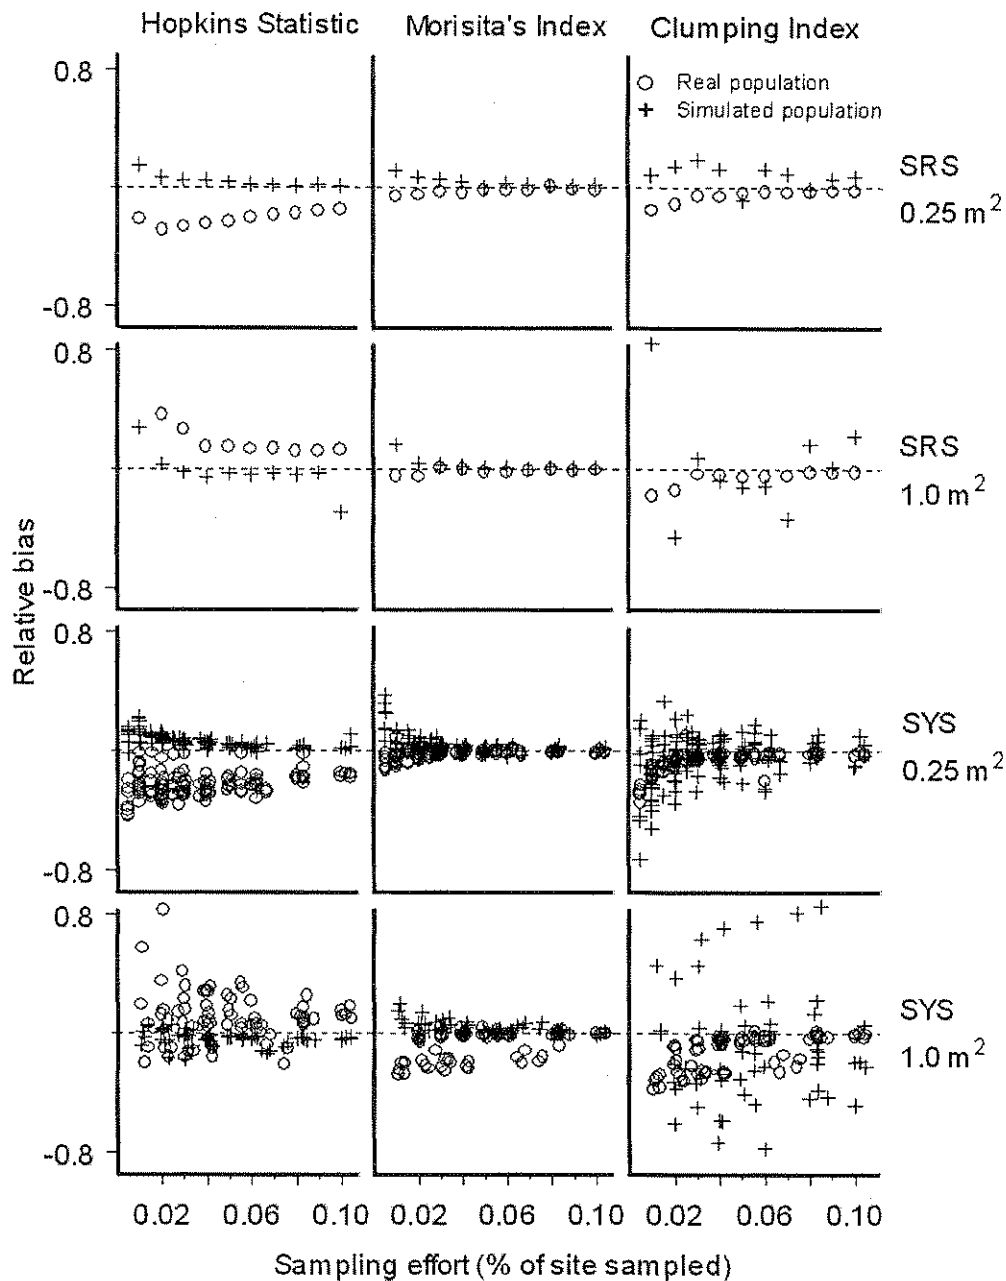 Hopkins Statistic Morisita's Index Clumping Index
Real population
Simulated population
0.8
-0.8
SRS
0.25 m²
0.8
-0.8
SRS
1.0 m²
Relative bias
0.8
-0.8
SYS
0.25 m²
0.8
-0.8
SYS
1.0 m²
0.02 0.06 0.10 0.02 0.06 0.10 0.02 0.06 0.10
Sampling effort (% of site sampled)